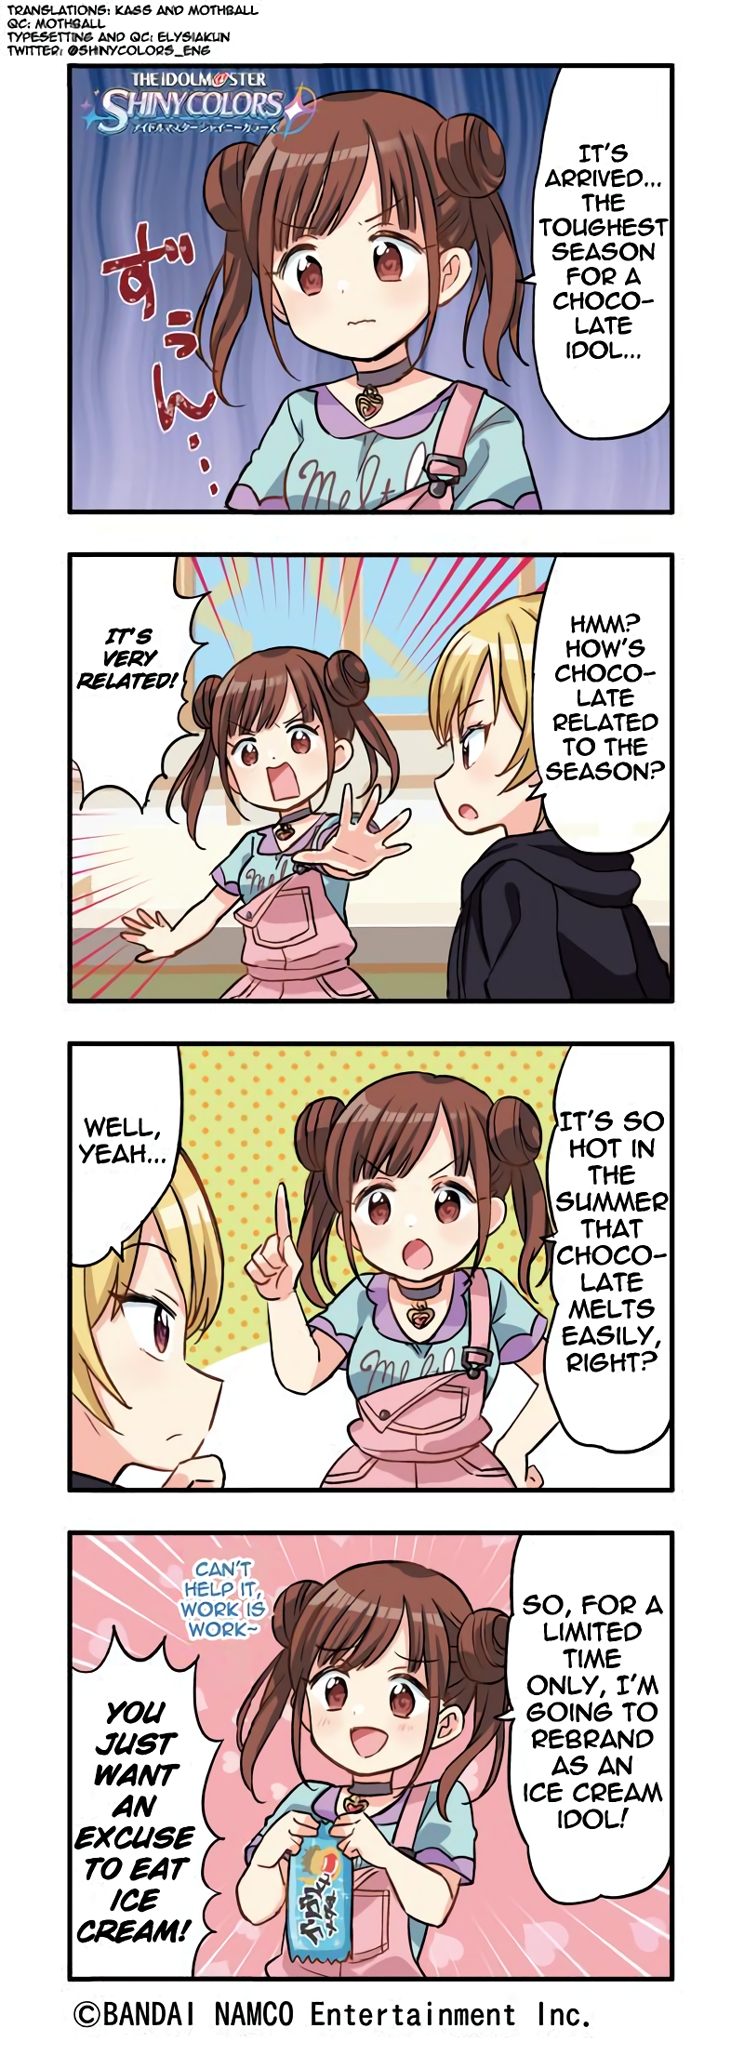 TRANSLATIONS: KASS AND MOTHBALL
QC: MOTHBALL
TYPESETTING AND QC: ELYSIAKUN
TWITTER: @SHINYCOLORS_ENG
THE IDOLM@STER
SHINYCOLORS
アイドルマスター シャイニーカラーズ
IT'S
ARRIVED...
THE
TOUGHEST
SEASON
FOR A
CHOCO-
LATE
IDOL...
ずぅん…
Melt
HMM?
HOW'S
CHOCO-
LATE
RELATED
TO THE
SEASON?
IT'S
VERY
RELATED!
IT'S SO
HOT IN
THE
SUMMER
THAT
CHOCO-
LATE
MELTS
EASILY,
RIGHT?
WELL,
YEAH...
SO, FOR A
LIMITED
TIME
ONLY, I'M
GOING TO
REBRAND
AS AN
ICE CREAM
IDOL!
CAN'T
HELP IT,
WORK IS
WORK~
YOU
JUST
WANT
AN
EXCUSE
TO EAT
ICE
CREAM!
©BANDAI NAMCO Entertainment Inc.